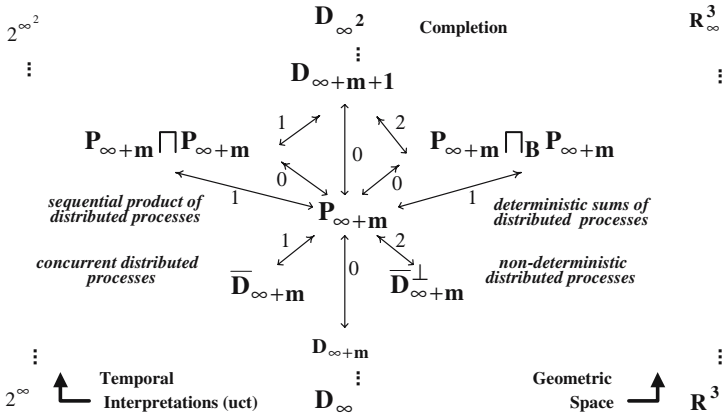 2^∞² D_∞² Completion R³_∞
⋮ ⋮ ⋮
D_∞+m+1
1 2
P_∞+m ⊓ P_∞+m P_∞+m ⊓_B P_∞+m
0 0 0
sequential product of 1 1 deterministic sums of
distributed processes P_∞+m distributed processes
concurrent distributed 1 2 non-deterministic
processes 0 distributed processes
D̅_∞+m D̅^⊥_∞+m
D_∞+m
⋮ ⋮ ⋮
Temporal Geometric
2^∞ Interpretations (uct) D_∞ Space R³